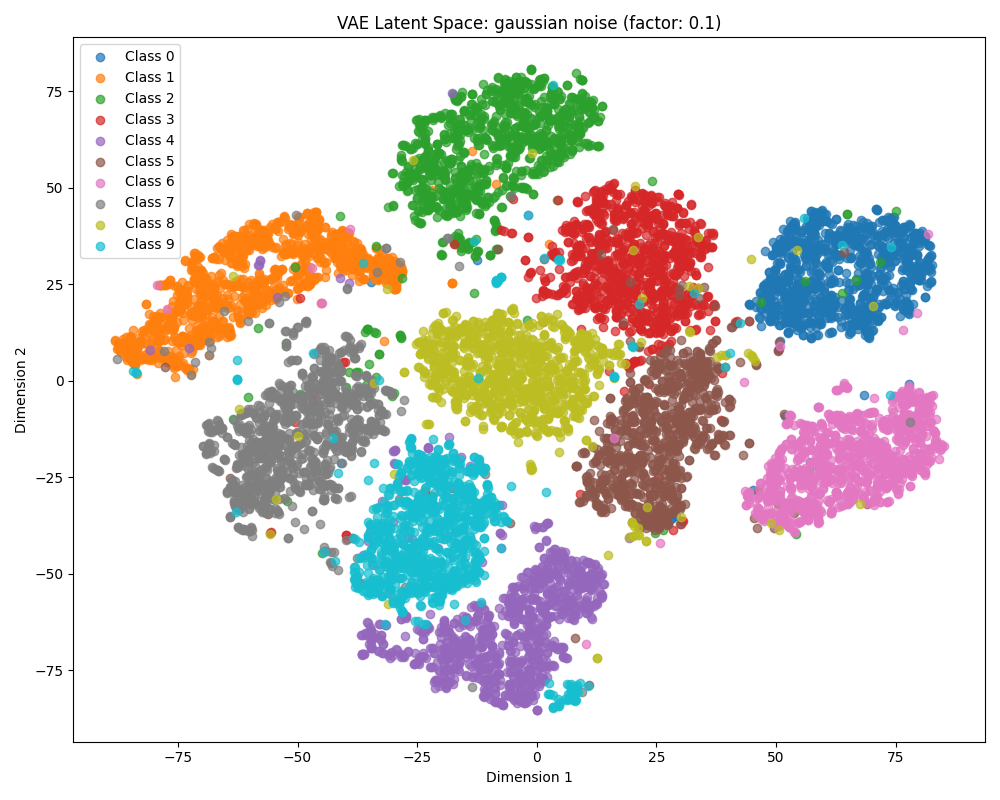 VAE Latent Space: gaussian noise (factor: 0.1)
Class 0
Class 1
Class 2
Class 3
Class 4
Class 5
Class 6
Class 7
Class 8
Class 9
75
50
25
0
−25
−50
−75
−75
−50
−25
0
25
50
75
Dimension 1
Dimension 2